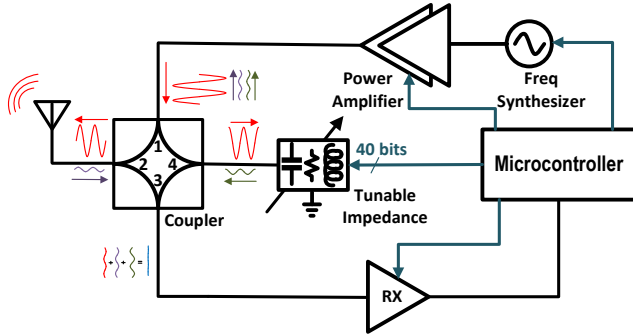 Power
Amplifier
Freq
Synthesizer
1
2
4
3
Coupler
40 bits
Tunable
Impedance
Microcontroller
+ + =
RX